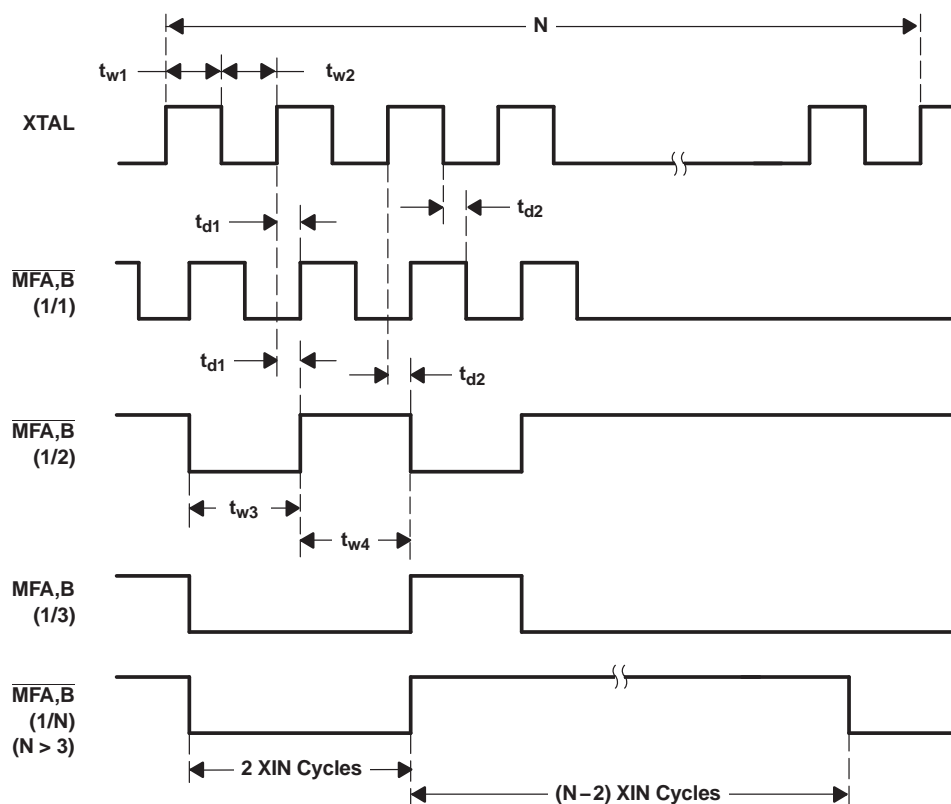 N
tw1
tw2
XTAL
td1
td2
MFA,B
(1/1)
td1
td2
MFA,B
(1/2)
tw3
tw4
MFA,B
(1/3)
MFA,B
(1/N)
(N > 3)
2 XIN Cycles
(N–2) XIN Cycles